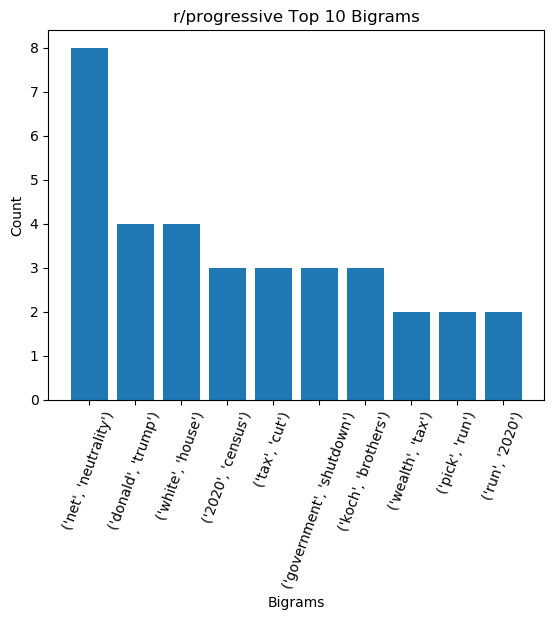 r/progressive Top 10 Bigrams
Count
8
7
6
5
4
3
2
1
0
('net', 'neutrality')
('donald', 'trump')
('white', 'house')
('2020', 'census')
('tax', 'cut')
('government', 'shutdown')
('koch', 'brothers')
('wealth', 'tax')
('pick', 'run')
('run', '2020')
Bigrams